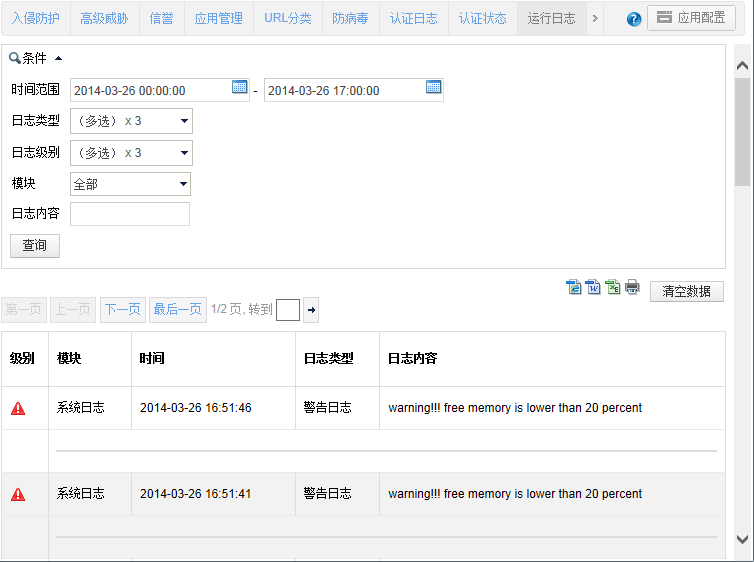 入侵防护 高级威胁 信誉 应用管理 URL分类 防病毒 认证日志 认证状态 运行日志 > ? 应用配置
条件
时间范围 2014-03-26 00:00:00 - 2014-03-26 17:00:00
日志类型 （多选） x 3
日志级别 （多选） x 3
模块 全部
日志内容
查询
清空数据
第一页 上一页 下一页 最后一页 1/2 页, 转到
级别 模块 时间 日志类型 日志内容
系统日志 2014-03-26 16:51:46 警告日志 warning!!! free memory is lower than 20 percent
系统日志 2014-03-26 16:51:41 警告日志 warning!!! free memory is lower than 20 percent